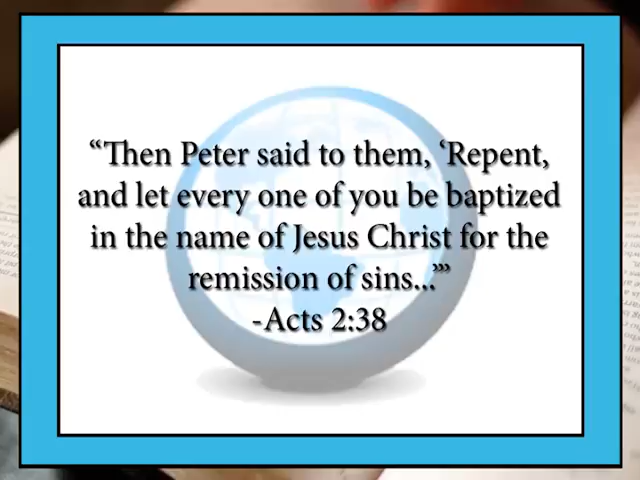 “Then Peter said to them, ‘Repent,
and let every one of you be baptized
in the name of Jesus Christ for the
remission of sins...’”
-Acts 2:38